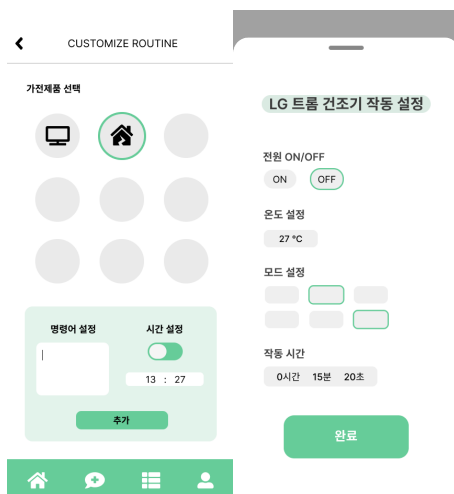 CUSTOMIZE ROUTINE
가전제품 선택
명령어 설정
시간 설정
13 : 27
추가
LG 트롬 건조기 작동 설정
전원 ON/OFF
ON
OFF
온도 설정
27 °C
모드 설정
작동 시간
0시간 15분 20초
완료